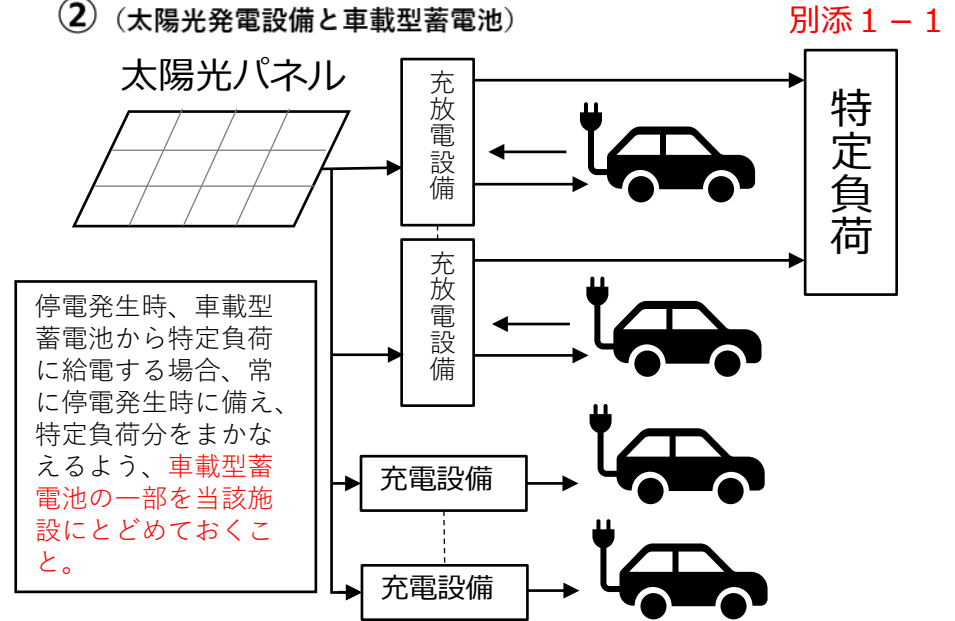 ② （太陽光発電設備と車載型蓄電池）
別添１－１
太陽光パネル
充放電設備
特定負荷
充放電設備
停電発生時、車載型
蓄電池から特定負荷
に給電する場合、常
に停電発生時に備え、
特定負荷分をまかな
えるよう、車載型蓄
電池の一部を当該施
設にとどめておくこ
と。
充電設備
充電設備